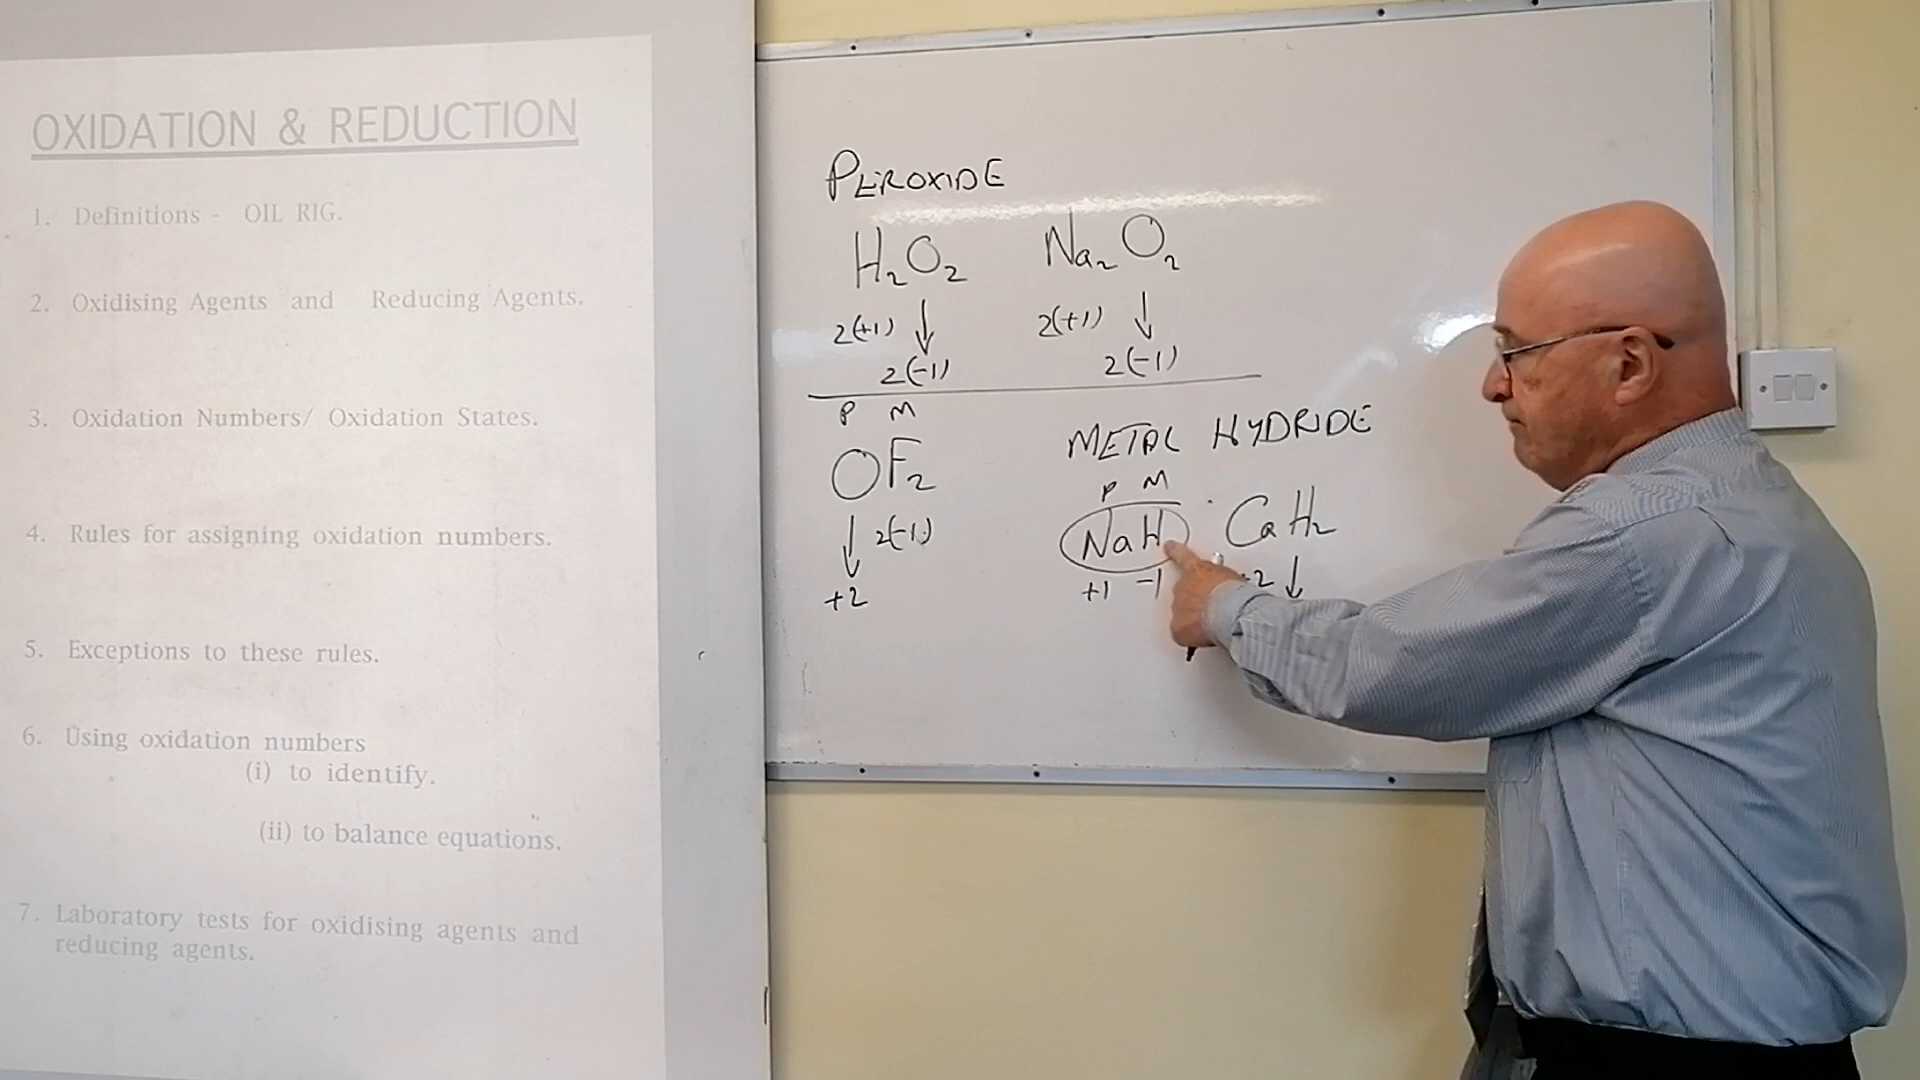 OXIDATION & REDUCTION
1. Definitions - OIL RIG.
2. Oxidising Agents and Reducing Agents.
3. Oxidation Numbers/ Oxidation States.
4. Rules for assigning oxidation numbers.
5. Exceptions to these rules.
6. Using oxidation numbers
(i) to identify.
(ii) to balance equations.
7. Laboratory tests for oxidising agents and
reducing agents.
PEROXIDE
H₂O₂ Na₂O₂
2(+1) ↓ 2(+1) ↓
2(-1) 2(-1)
P M
OF₂
↓ 2(-1)
+2
METAL HYDRIDE
P M
NaH CaH₂
+1 -1 2 ↓